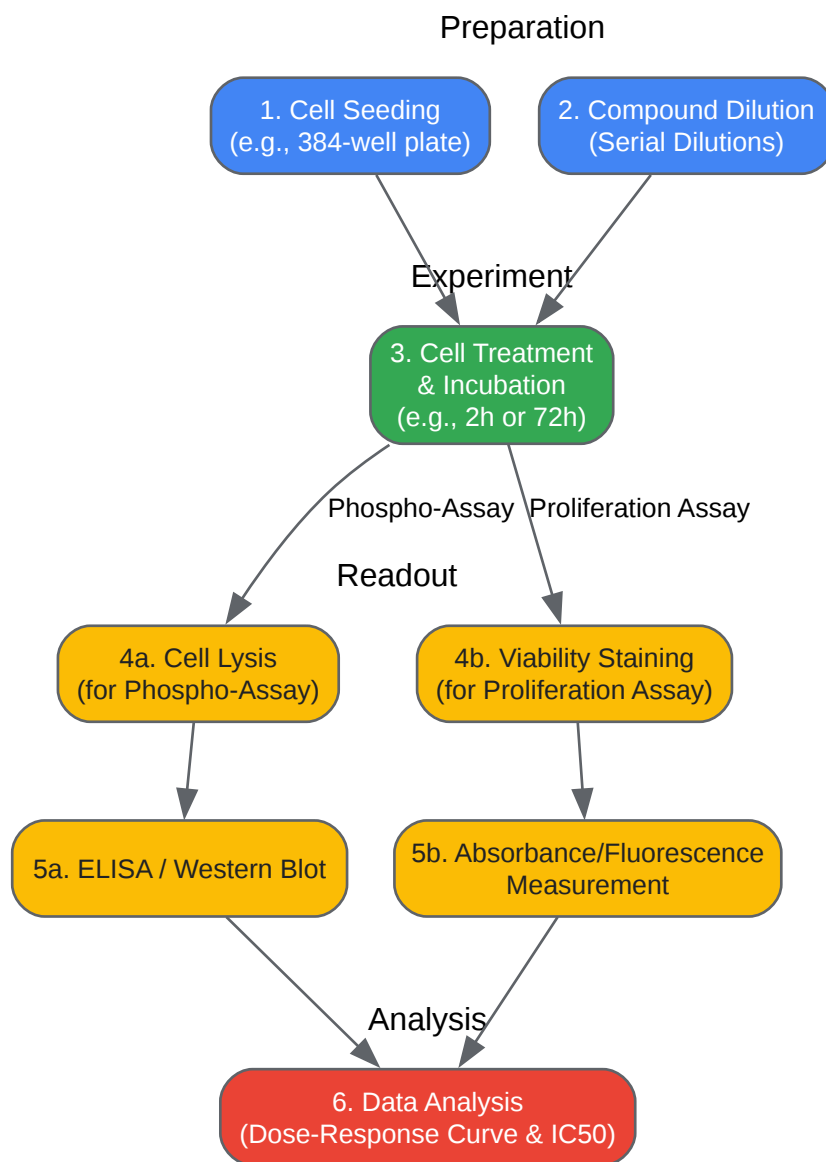 Preparation
1. Cell Seeding
(e.g., 384-well plate)
2. Compound Dilution
(Serial Dilutions)
Experiment
3. Cell Treatment
& Incubation
(e.g., 2h or 72h)
Phospho-Assay
Proliferation Assay
Readout
4a. Cell Lysis
(for Phospho-Assay)
4b. Viability Staining
(for Proliferation Assay)
5a. ELISA / Western Blot
5b. Absorbance/Fluorescence
Measurement
Analysis
6. Data Analysis
(Dose-Response Curve & IC50)